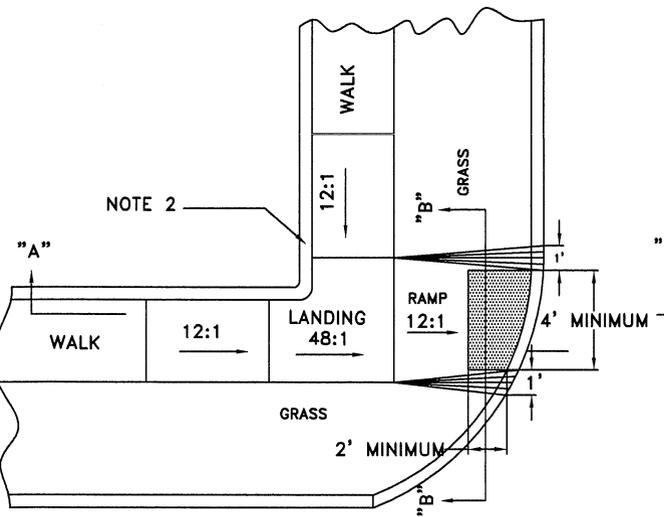 WALK
12:1
GRASS
NOTE 2
"B"
"A"
1'
"
RAMP
12:1
LANDING
48:1
12:1
WALK
4' MINIMUM
1'
GRASS
2' MINIMUM
"B"